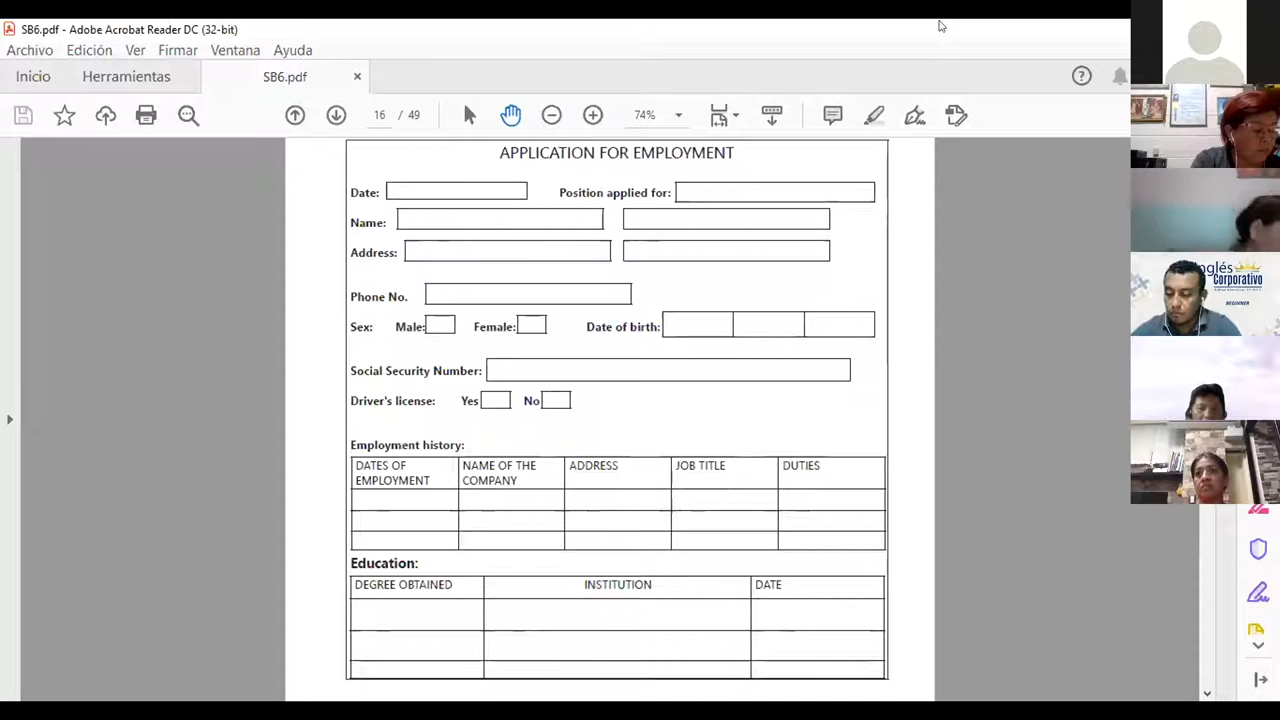 SB6.pdf - Adobe Acrobat Reader DC (32-bit)
Archivo Edición Ver Firmar Ventana Ayuda
Inicio Herramientas SB6.pdf ×
16 / 49 74%
APPLICATION FOR EMPLOYMENT
Date: Position applied for:
Name:
Address:
Phone No.
Sex: Male: Female: Date of birth:
Social Security Number:
Driver's license: Yes No
Employment history:
DATES OF EMPLOYMENT NAME OF THE COMPANY ADDRESS JOB TITLE DUTIES
Education:
DEGREE OBTAINED INSTITUTION DATE
Inglés
Corporativo
BEGINNER